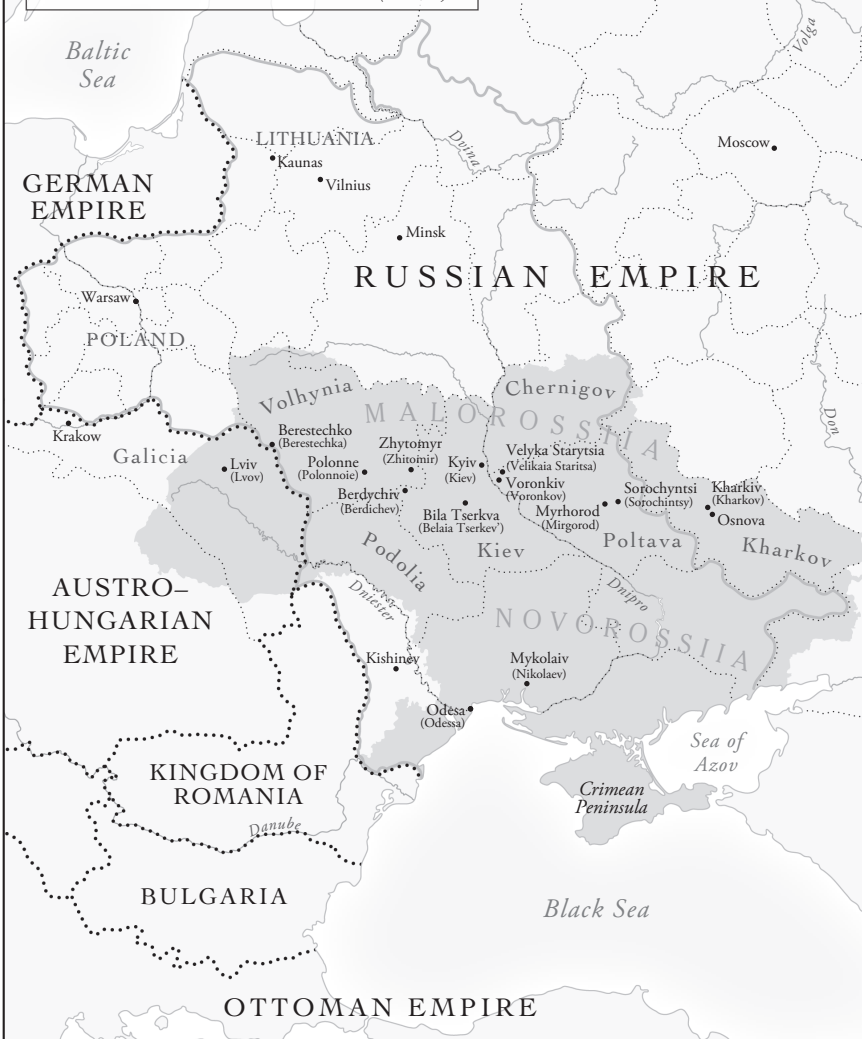 Baltic
Sea
Volga
LITHUANIA
Dvina
Moscow
Kaunas
Vilnius
GERMAN
EMPIRE
Minsk
RUSSIAN EMPIRE
Warsaw
POLAND
Volhynia
Chernigov
MALOROSSIIA
Don
Krakow
Galicia
Berestechko
(Berestechka)
Zhytomyr
(Zhitomir)
Velyka Starytsia
(Velikaia Staritsa)
Lviv
(Lvov)
Polonne
(Polonnoie)
Kyiv
(Kiev)
Voronkiv
(Voronkov)
Berdychiv
(Berdichev)
Sorochyntsi
(Sorochintsy)
Kharkiv
(Kharkov)
Bila Tserkva
(Belaia Tserkev')
Myrhorod
(Mirgorod)
Osnova
Podolia
Kiev
Poltava
Kharkov
AUSTRO–
HUNGARIAN
EMPIRE
Dniester
Dnipro
NOVOROSSIIA
Kishinev
Mykolaiv
(Nikolaev)
Odesa
(Odessa)
Sea of
Azov
KINGDOM OF
ROMANIA
Crimean
Peninsula
Danube
BULGARIA
Black Sea
OTTOMAN EMPIRE